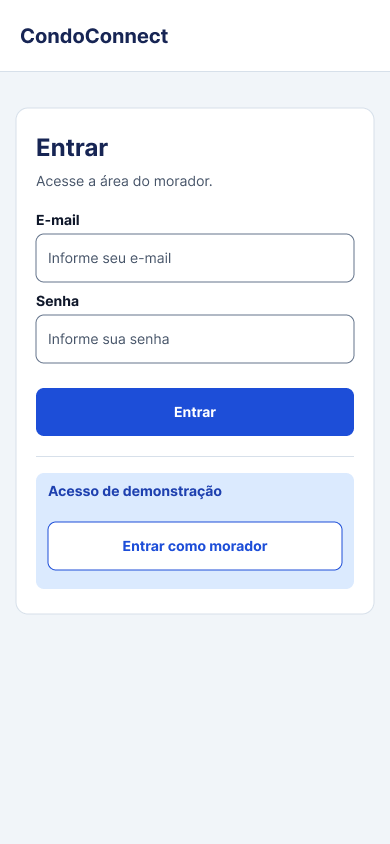 CondoConnect
Entrar
Acesse a área do morador.
E-mail
Informe seu e-mail
Senha
Informe sua senha
Entrar
Acesso de demonstração
Entrar como morador